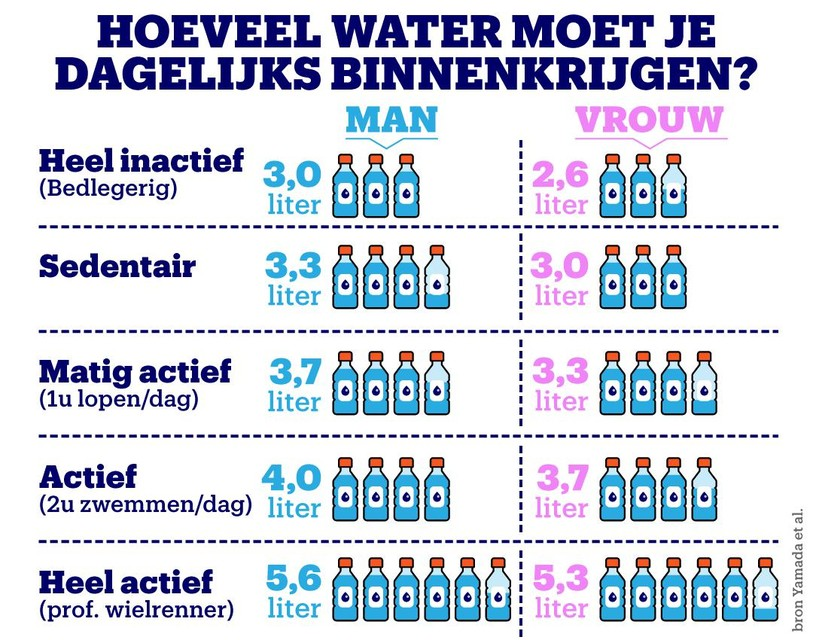 HOEVEEL WATER MOET JE
DAGELIJKS BINNENKRIJGEN?
MAN
VROUW
Heel inactief
(Bedlegerig)
3,0
liter
2,6
liter
Sedentair
3,3
liter
3,0
liter
Matig actief
(1u lopen/dag)
3,7
liter
3,3
liter
Actief
(2u zwemmen/dag)
4,0
liter
3,7
liter
Heel actief
(prof. wielrenner)
5,6
liter
5,3
liter
bron Yamada et al.